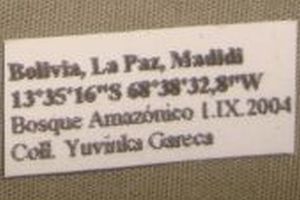 Bolivia, La Paz, Madidi
13°35'16"S 68°38'32,8"W
Bosque Amazónico 1.IX.2004
Coll. Yuvinka Gareca